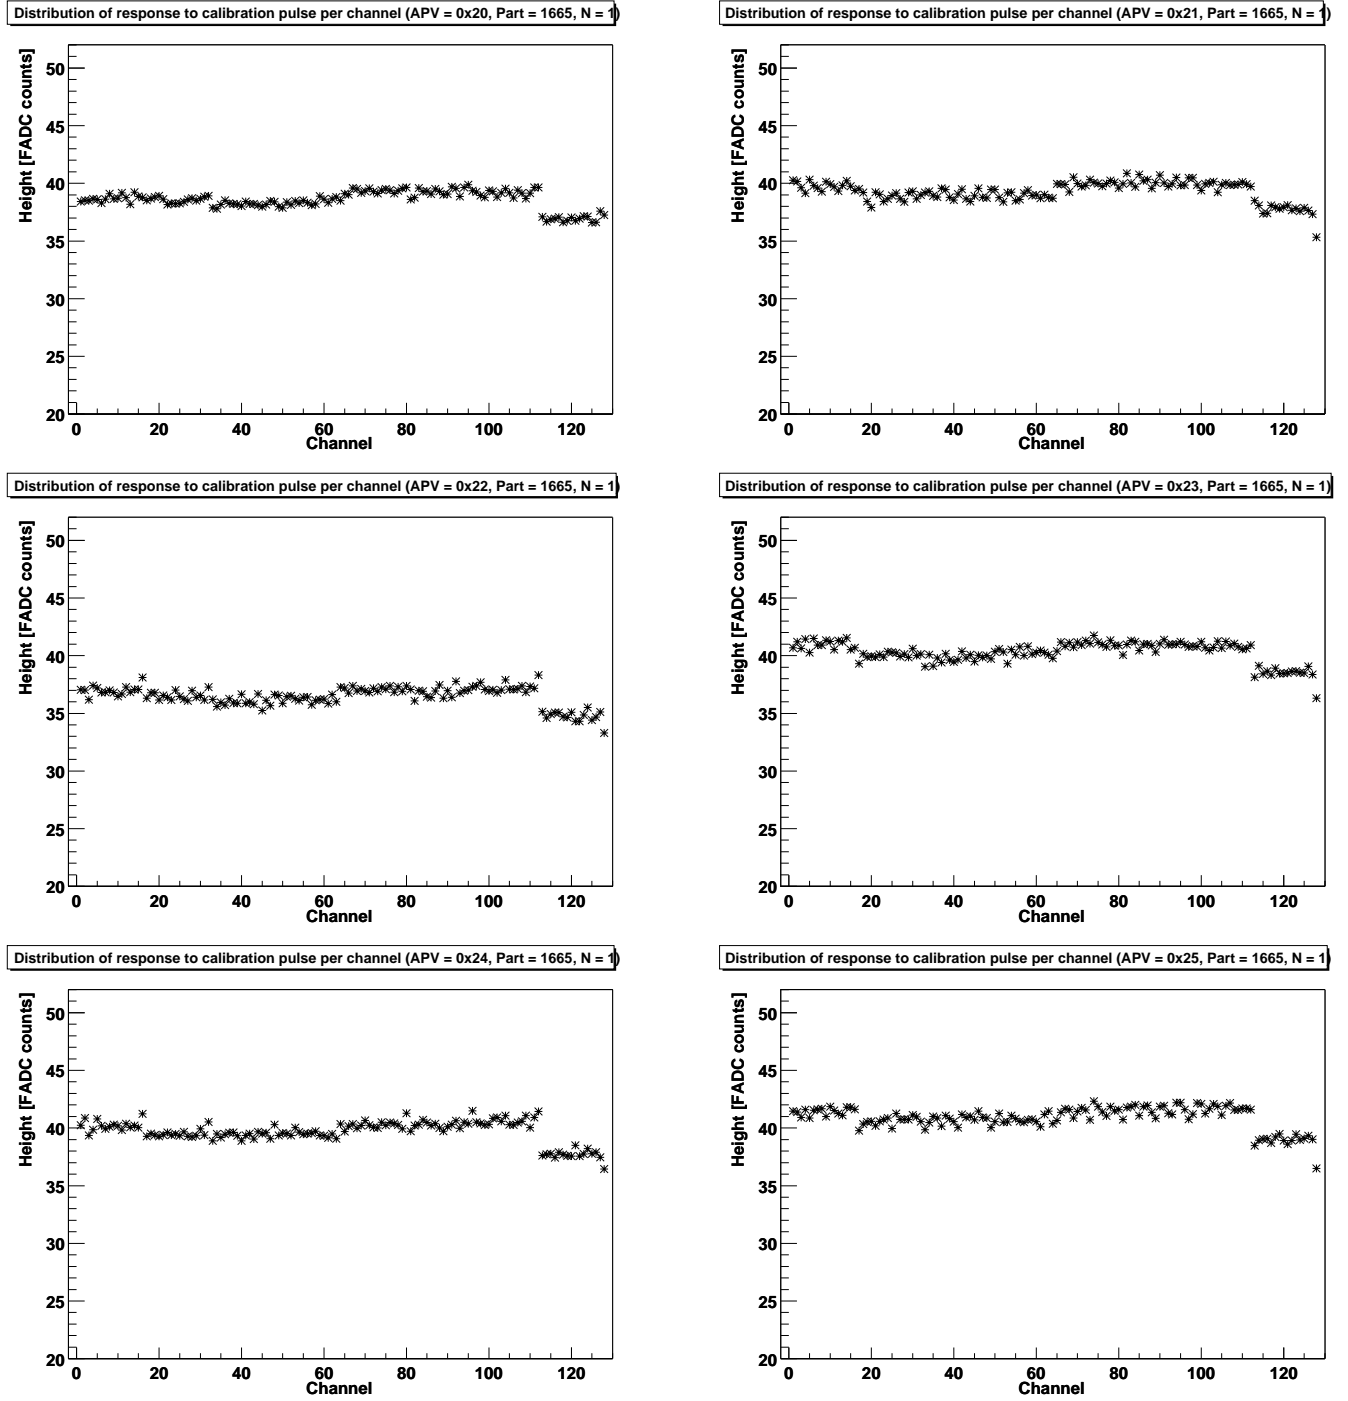 Distribution of response to calibration pulse per channel (APV = 0x20, Part = 1665, N = 1)
Height [FADC counts]
50
45
40
35
30
25
20
0 20 40 60 80 100 120
Channel
Distribution of response to calibration pulse per channel (APV = 0x21, Part = 1665, N = 1)
Height [FADC counts]
50
45
40
35
30
25
20
0 20 40 60 80 100 120
Channel
Distribution of response to calibration pulse per channel (APV = 0x22, Part = 1665, N = 1)
Height [FADC counts]
50
45
40
35
30
25
20
0 20 40 60 80 100 120
Channel
Distribution of response to calibration pulse per channel (APV = 0x23, Part = 1665, N = 1)
Height [FADC counts]
50
45
40
35
30
25
20
0 20 40 60 80 100 120
Channel
Distribution of response to calibration pulse per channel (APV = 0x24, Part = 1665, N = 1)
Height [FADC counts]
50
45
40
35
30
25
20
0 20 40 60 80 100 120
Channel
Distribution of response to calibration pulse per channel (APV = 0x25, Part = 1665, N = 1)
Height [FADC counts]
50
45
40
35
30
25
20
0 20 40 60 80 100 120
Channel